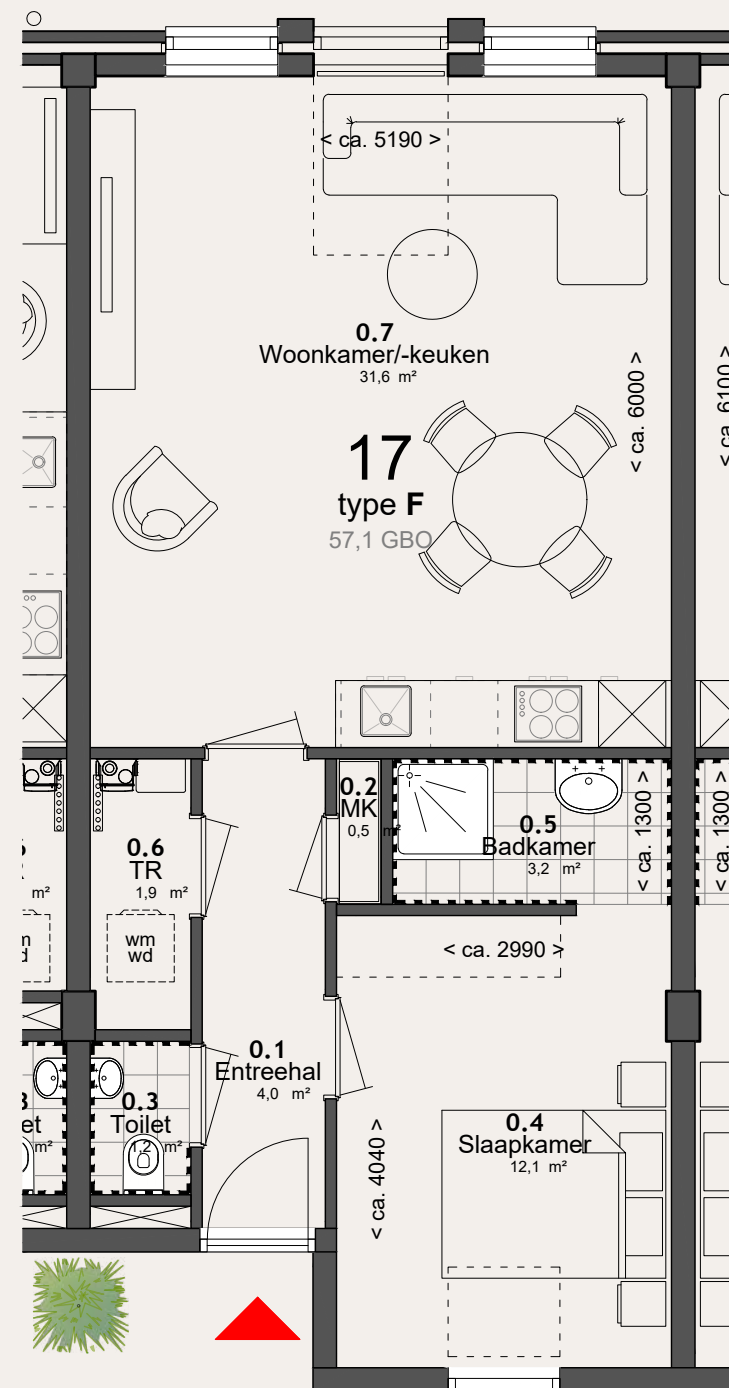 < ca. 5190 >
0.7
Woonkamer/-keuken
31,6 m²
< ca. 6000 >
< ca. 6100 >
17
type F
57,1 GBO
0.2
MK
0,5 m²
0.5
Badkamer
3,2 m²
< ca. 1300 >
< ca. 1300 >
0.6
TR
1,9 m²
m²
wm
wd
< ca. 2990 >
0.1
Entreehal
4,0 m²
0.3
Toilet
1,2 m²
et
m²
0.4
Slaapkamer
12,1 m²
< ca. 4040 >